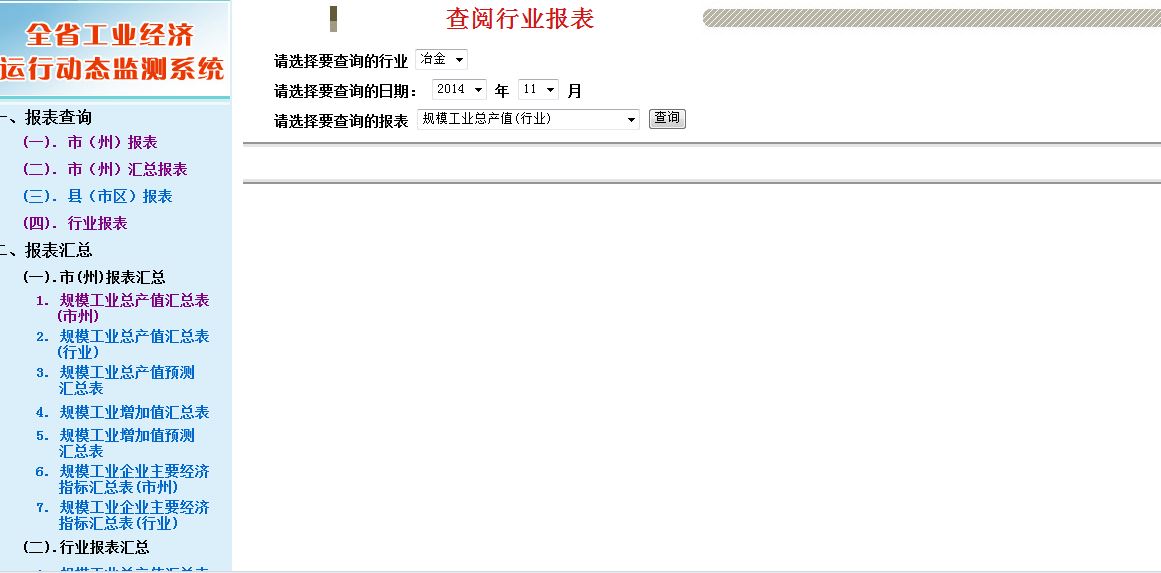 全省工业经济
运行动态监测系统
一、报表查询
(一). 市（州）报表
(二). 市（州）汇总报表
(三). 县（市区）报表
(四). 行业报表
二、报表汇总
(一).市(州)报表汇总
1. 规模工业总产值汇总表
(市州)
2. 规模工业总产值汇总表
(行业)
3. 规模工业总产值预测
汇总表
4. 规模工业增加值汇总表
5. 规模工业增加值预测
汇总表
6. 规模工业企业主要经济
指标汇总表(市州)
7. 规模工业企业主要经济
指标汇总表(行业)
(二).行业报表汇总
查阅行业报表
请选择要查询的行业 冶金
请选择要查询的日期： 2014 年 11 月
请选择要查询的报表 规模工业总产值(行业) 查询